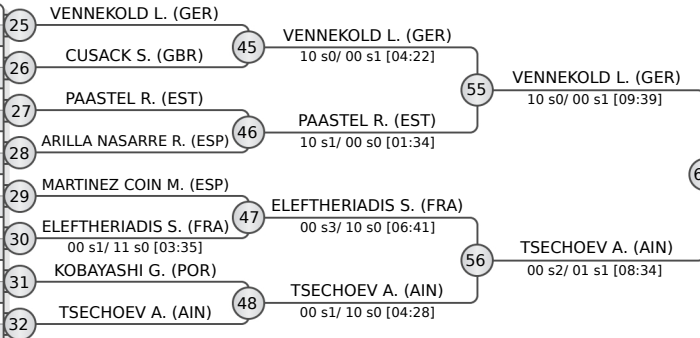 25
VENNEKOLD L. (GER)
26
CUSACK S. (GBR)
27
PAASTEL R. (EST)
28
ARILLA NASARRE R. (ESP)
29
MARTINEZ COIN M. (ESP)
30
ELEFTHERIADIS S. (FRA)
00 s1/ 11 s0 [03:35]
31
KOBAYASHI G. (POR)
32
TSECHOEV A. (AIN)
45
VENNEKOLD L. (GER)
10 s0/ 00 s1 [04:22]
46
PAASTEL R. (EST)
10 s1/ 00 s0 [01:34]
47
ELEFTHERIADIS S. (FRA)
00 s3/ 10 s0 [06:41]
48
TSECHOEV A. (AIN)
00 s1/ 10 s0 [04:28]
55
VENNEKOLD L. (GER)
10 s0/ 00 s1 [09:39]
56
TSECHOEV A. (AIN)
00 s2/ 01 s1 [08:34]